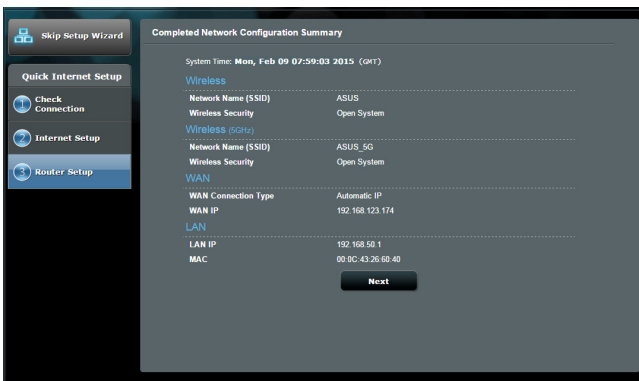 Skip Setup Wizard
Quick Internet Setup
1 Check Connection
2 Internet Setup
3 Router Setup
Completed Network Configuration Summary
System Time: Mon, Feb 09 07:59:03 2015 (GMT)
Wireless
Network Name (SSID) ASUS
Wireless Security Open System
Wireless (5GHz)
Network Name (SSID) ASUS_5G
Wireless Security Open System
WAN
WAN Connection Type Automatic IP
WAN IP 192.168.123.174
LAN
LAN IP 192.168.50.1
MAC 00:0C:43:26:60:40
Next